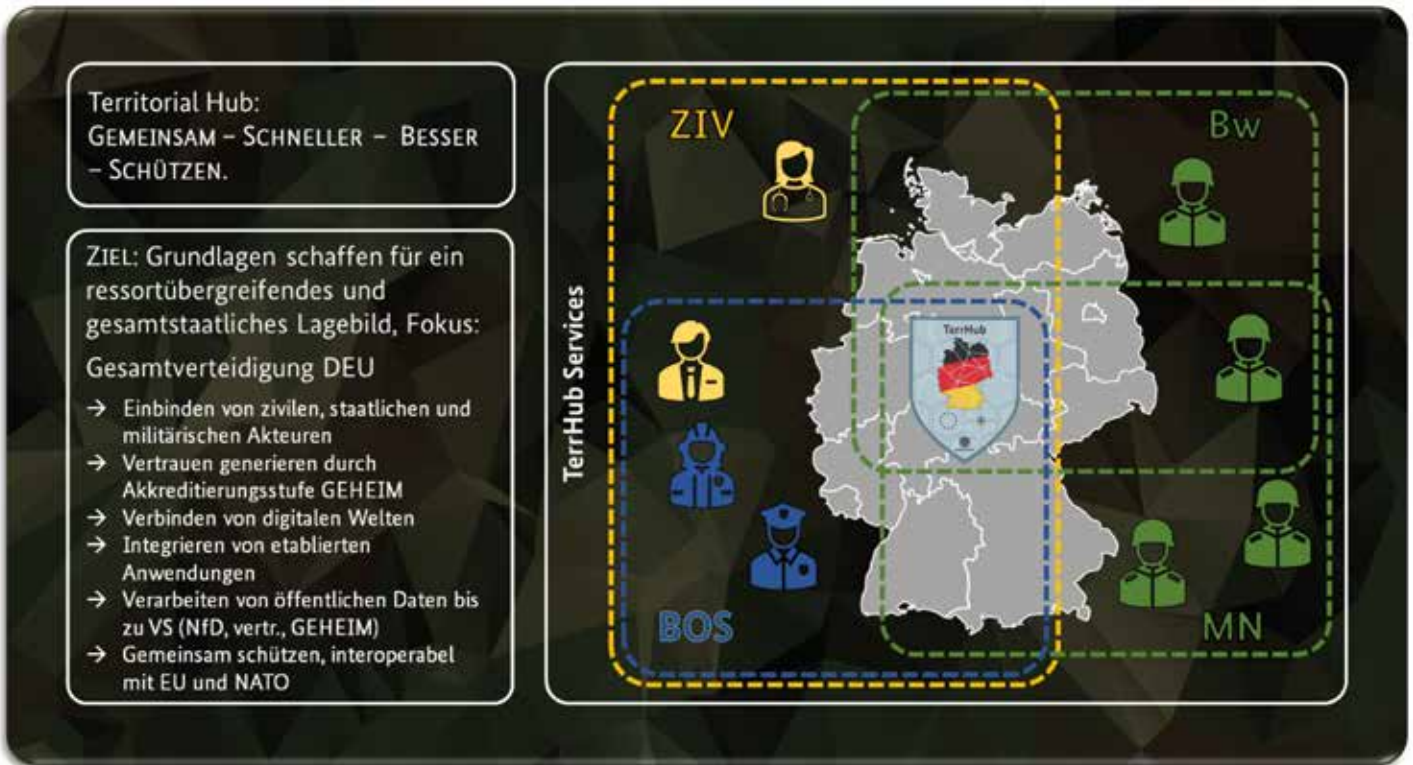 Territorial Hub:
GEMEINSAM – SCHNELLER – BESSER
– SCHÜTZEN.
ZIEL: Grundlagen schaffen für ein
ressortübergreifendes und
gesamtstaatliches Lagebild, Fokus:
Gesamtverteidigung DEU
→ Einbinden von zivilen, staatlichen und
militärischen Akteuren
→ Vertrauen generieren durch
Akkreditierungsstufe GEHEIM
→ Verbinden von digitalen Welten
→ Integrieren von etablierten
Anwendungen
→ Verarbeiten von öffentlichen Daten bis
zu VS (NfD, vertr., GEHEIM)
→ Gemeinsam schützen, interoperabel
mit EU und NATO
TerrHub Services
ZIV
Bw
TerrHub
BOS
MN